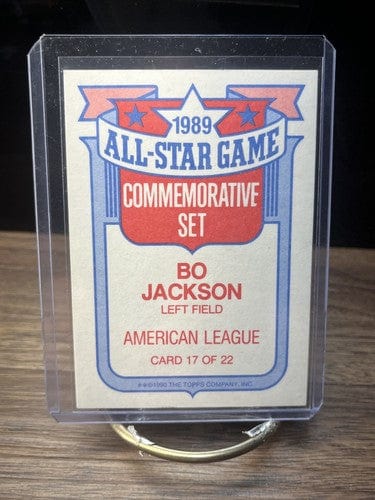 1989
ALL-STAR GAME
COMMEMORATIVE
SET
BO
JACKSON
LEFT FIELD
AMERICAN LEAGUE
CARD 17 OF 22
✱✱©1990 THE TOPPS COMPANY, INC.